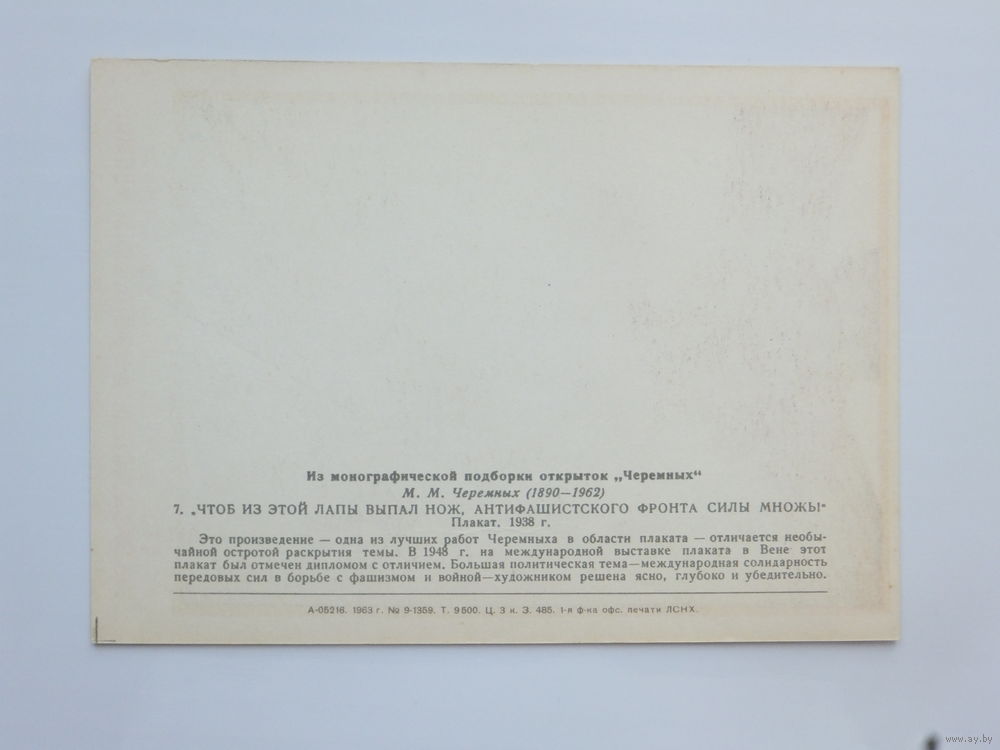 Из монографической подборки открыток „Черемных“
М. М. Черемных (1890—1962)
7. „ЧТОБ ИЗ ЭТОЙ ЛАПЫ ВЫПАЛ НОЖ, АНТИФАШИСТСКОГО ФРОНТА СИЛЫ МНОЖЬ!“
Плакат. 1938 г.
Это произведение — одна из лучших работ Черемныха в области плаката — отличается необы-
чайной остротой раскрытия темы. В 1948 г. на международной выставке плаката в Вене этот
плакат был отмечен дипломом с отличием. Большая политическая тема—международная солидарность
передовых сил в борьбе с фашизмом и войной—художником решена ясно, глубоко и убедительно.
А-05216. 1963 г. № 9-1359. Т. 9500. Ц. 3 к. З. 485. 1-я ф-ка офс. печати ЛСНХ.
www.ay.by